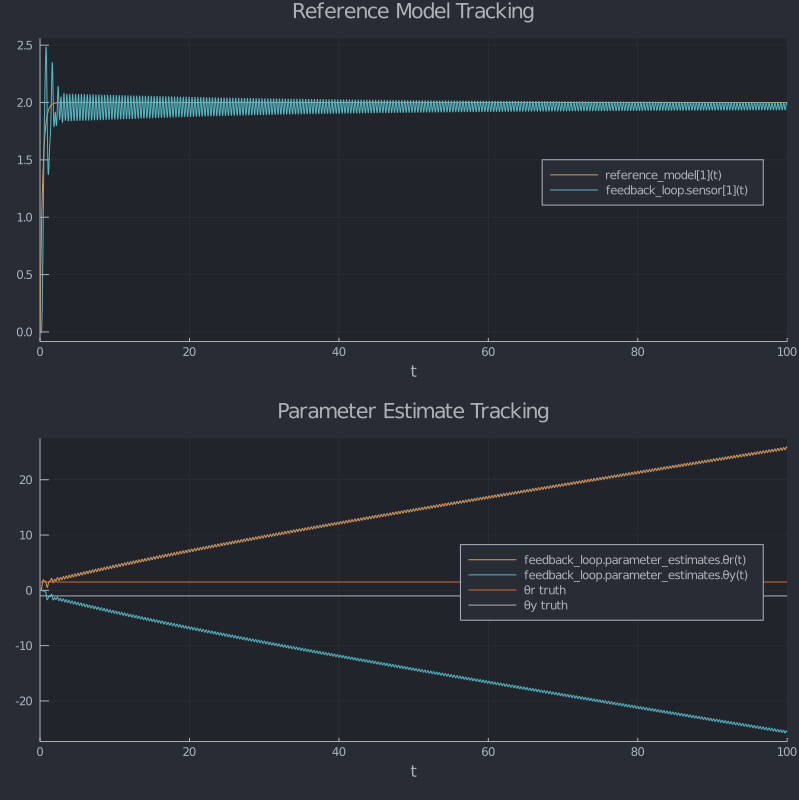 Reference Model Tracking
2.5
2.0
1.5
1.0
0.5
0.0
reference_model[1](t)
feedback_loop.sensor[1](t)
0 20 40 60 80 100
t
Parameter Estimate Tracking
20
10
0
-10
-20
feedback_loop.parameter_estimates.θr(t)
feedback_loop.parameter_estimates.θy(t)
θr truth
θy truth
0 20 40 60 80 100
t